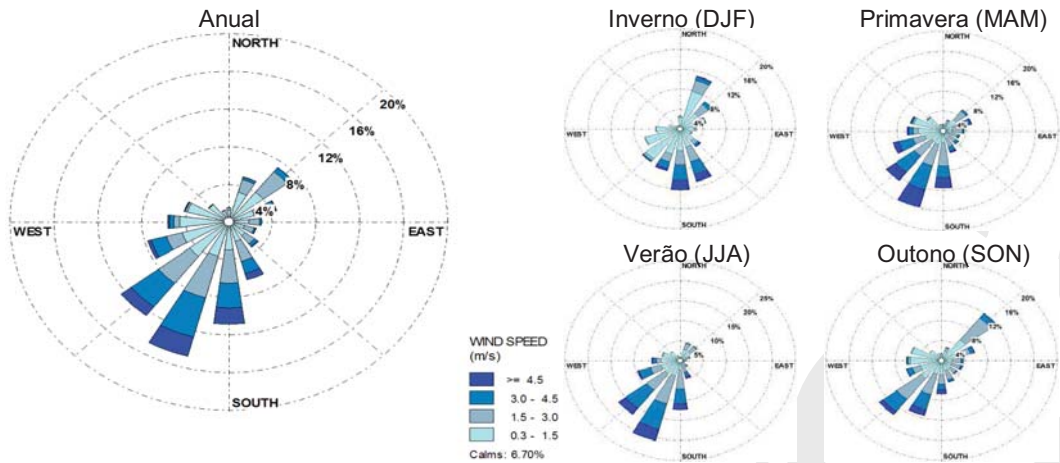 Anual
NORTH
20%
16%
12%
8%
4%
WEST
EAST
SOUTH
Inverno (DJF)
NORTH
20%
16%
12%
8%
4%
WEST
EAST
SOUTH
Primavera (MAM)
NORTH
20%
16%
12%
8%
4%
WEST
EAST
SOUTH
WIND SPEED
(m/s)
>= 4.5
3.0 - 4.5
1.5 - 3.0
0.3 - 1.5
Calms: 6.70%
Verão (JJA)
NORTH
25%
20%
15%
10%
5%
WEST
EAST
SOUTH
Outono (SON)
NORTH
20%
16%
12%
8%
4%
WEST
EAST
SOUTH